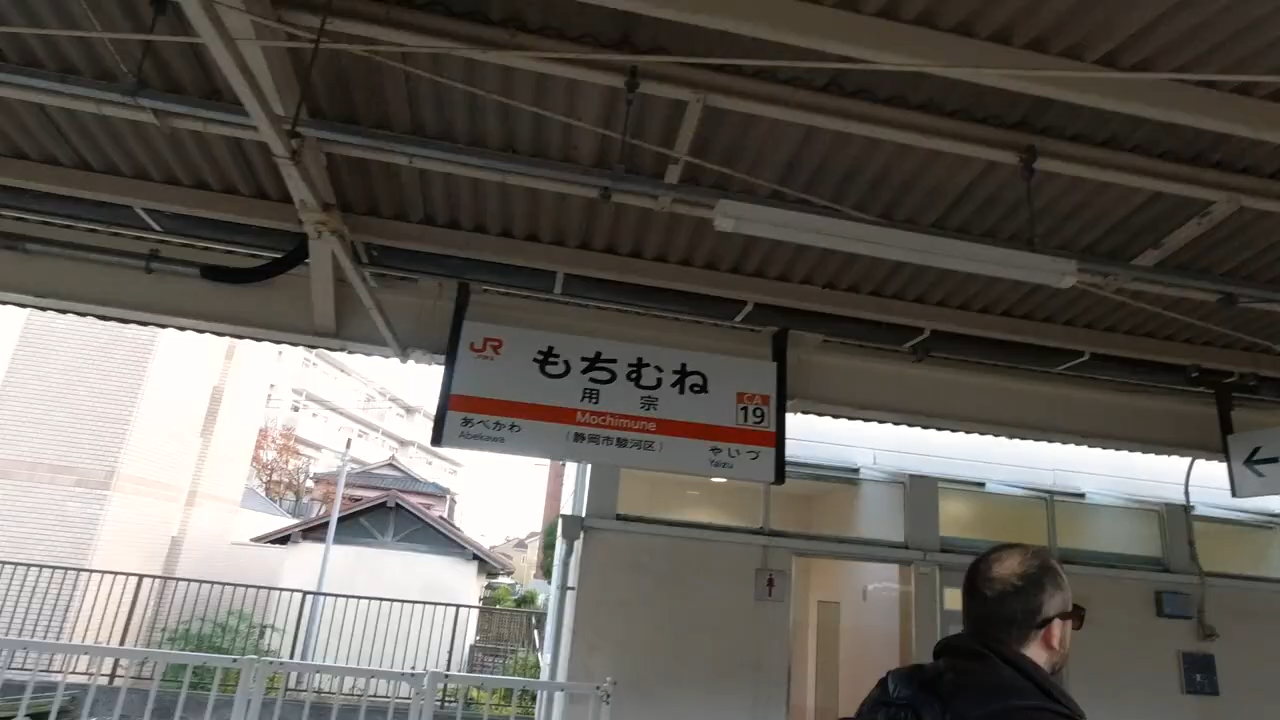 JR
もちむね
用宗
CA
19
Mochimune
あべかわ
Abekawa
(静岡市駿河区)
やいづ
Yaizu